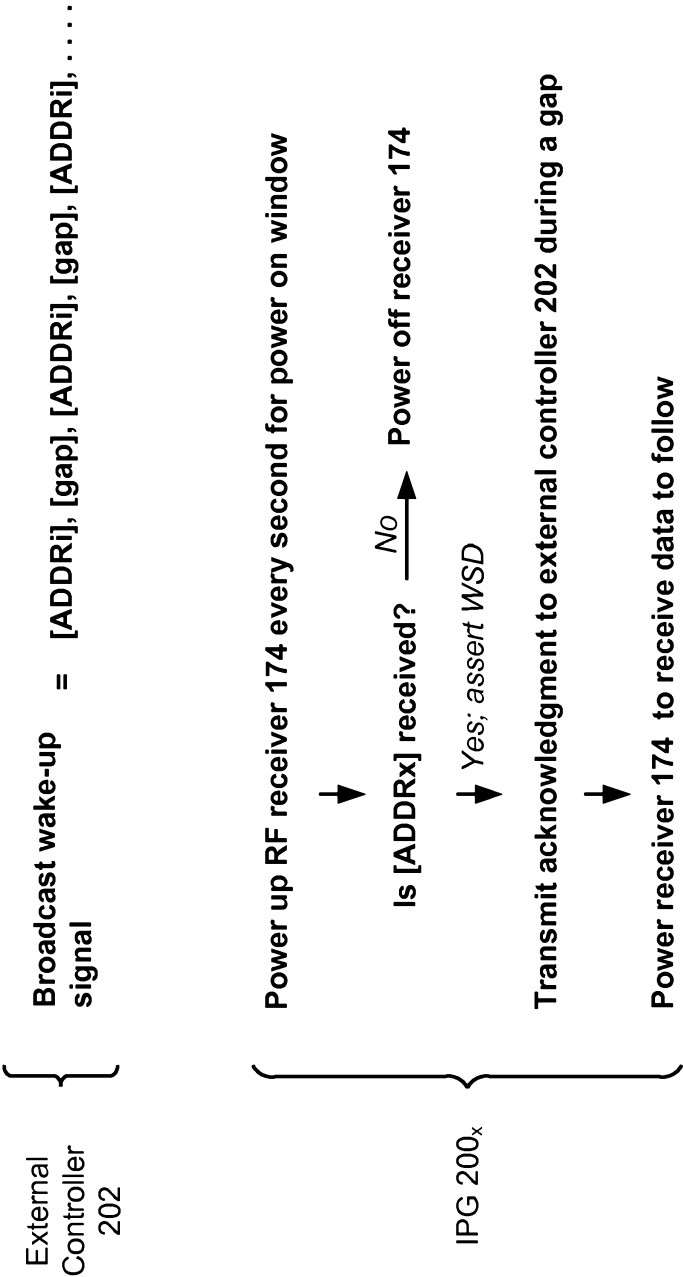 External
Controller
202
Broadcast wake-up
signal
= [ADDRi], [gap], [ADDRi], [gap], [ADDRi], . . . .
IPG 200x
Power up RF receiver 174 every second for power on window
Is [ADDRx] received?
No
Power off receiver 174
Yes; assert WSD
Transmit acknowledgment to external controller 202 during a gap
Power receiver 174 to receive data to follow